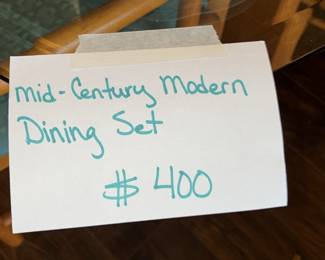 mid-Century Modern
Dining Set
$ 400